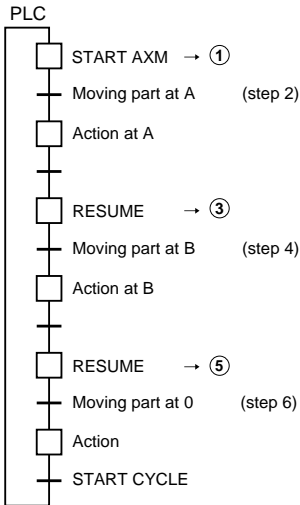 PLC
START AXM → ①
Moving part at A (step 2)
Action at A
RESUME → ③
Moving part at B (step 4)
Action at B
RESUME → ⑤
Moving part at 0 (step 6)
Action
START CYCLE